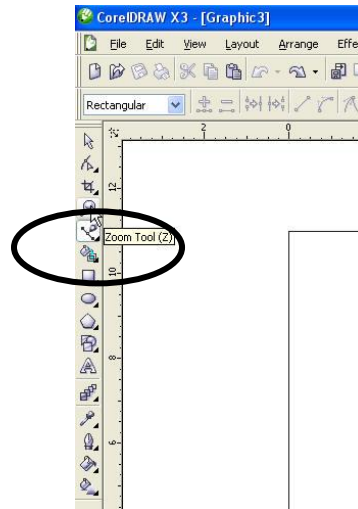 CorelDRAW X3 - [Graphic3]
File Edit View Layout Arrange Effe
Rectangular
2 0
12
Zoom Tool (Z)
10
8
6